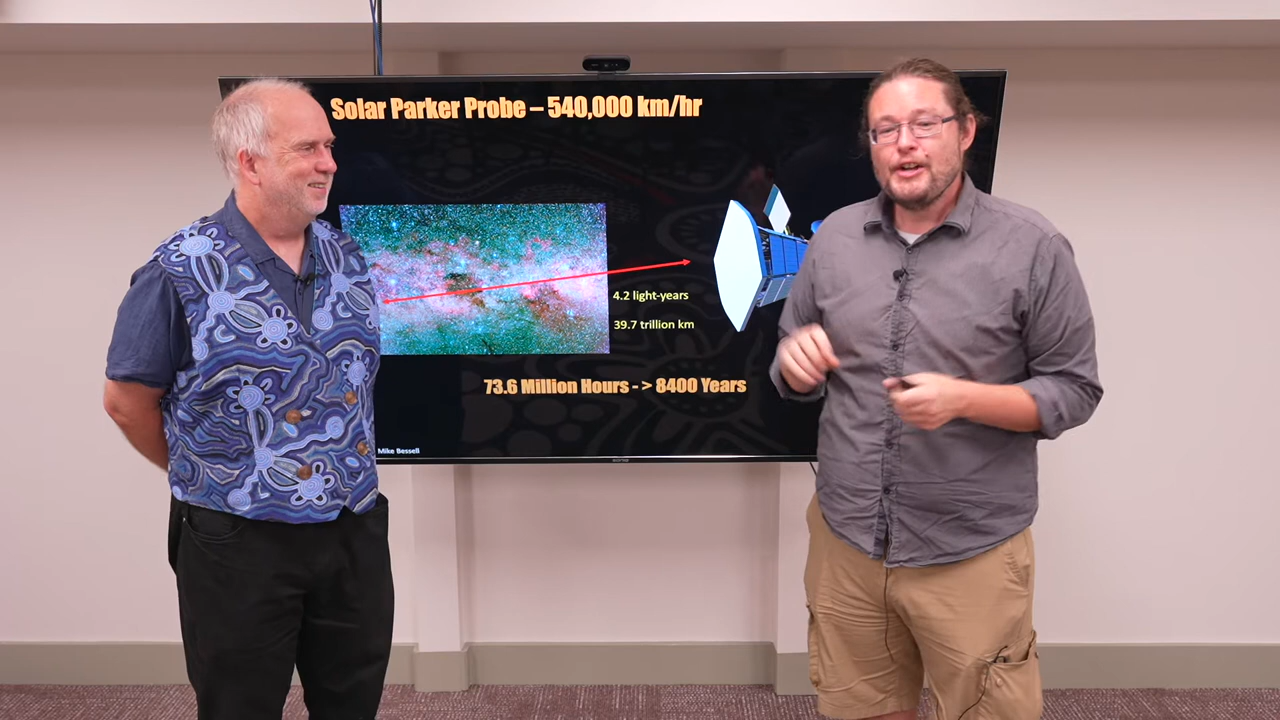 Solar Parker Probe – 540,000 km/hr
4.2 light-years
39.7 trillion km
73.6 Million Hours - > 8400 Years
Mike Bessell